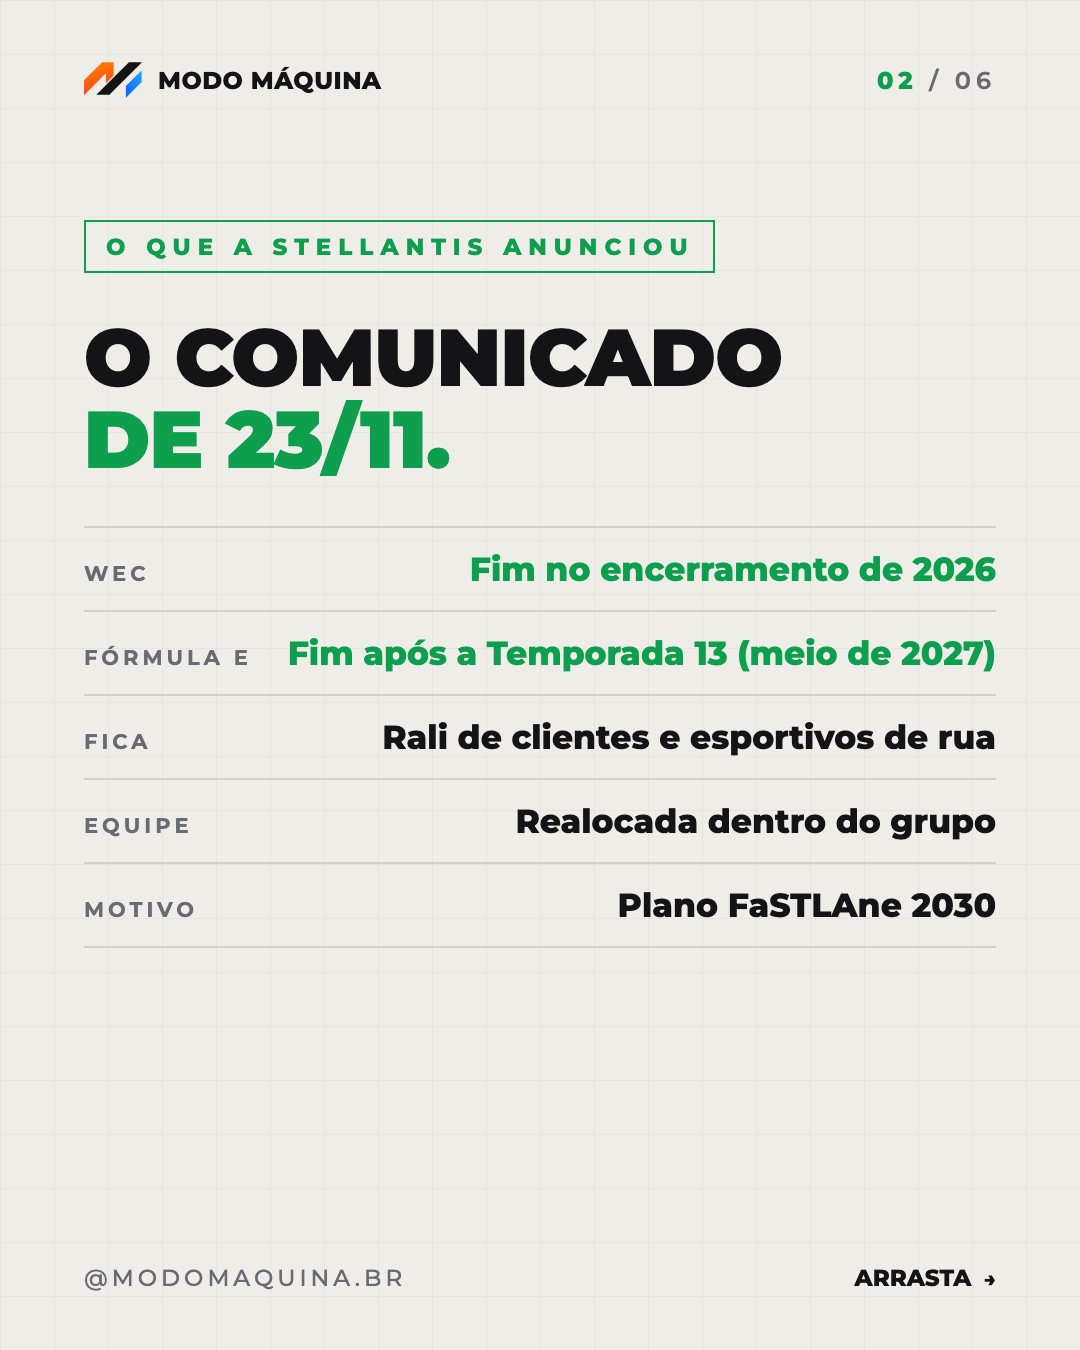 MODO MÁQUINA
02 / 06
O QUE A STELLANTIS ANUNCIOU
O COMUNICADO
DE 23/11.
WEC Fim no encerramento de 2026
FÓRMULA E Fim após a Temporada 13 (meio de 2027)
FICA Rali de clientes e esportivos de rua
EQUIPE Realocada dentro do grupo
MOTIVO Plano FaSTLAne 2030
@MODOMAQUINA.BR
ARRASTA →